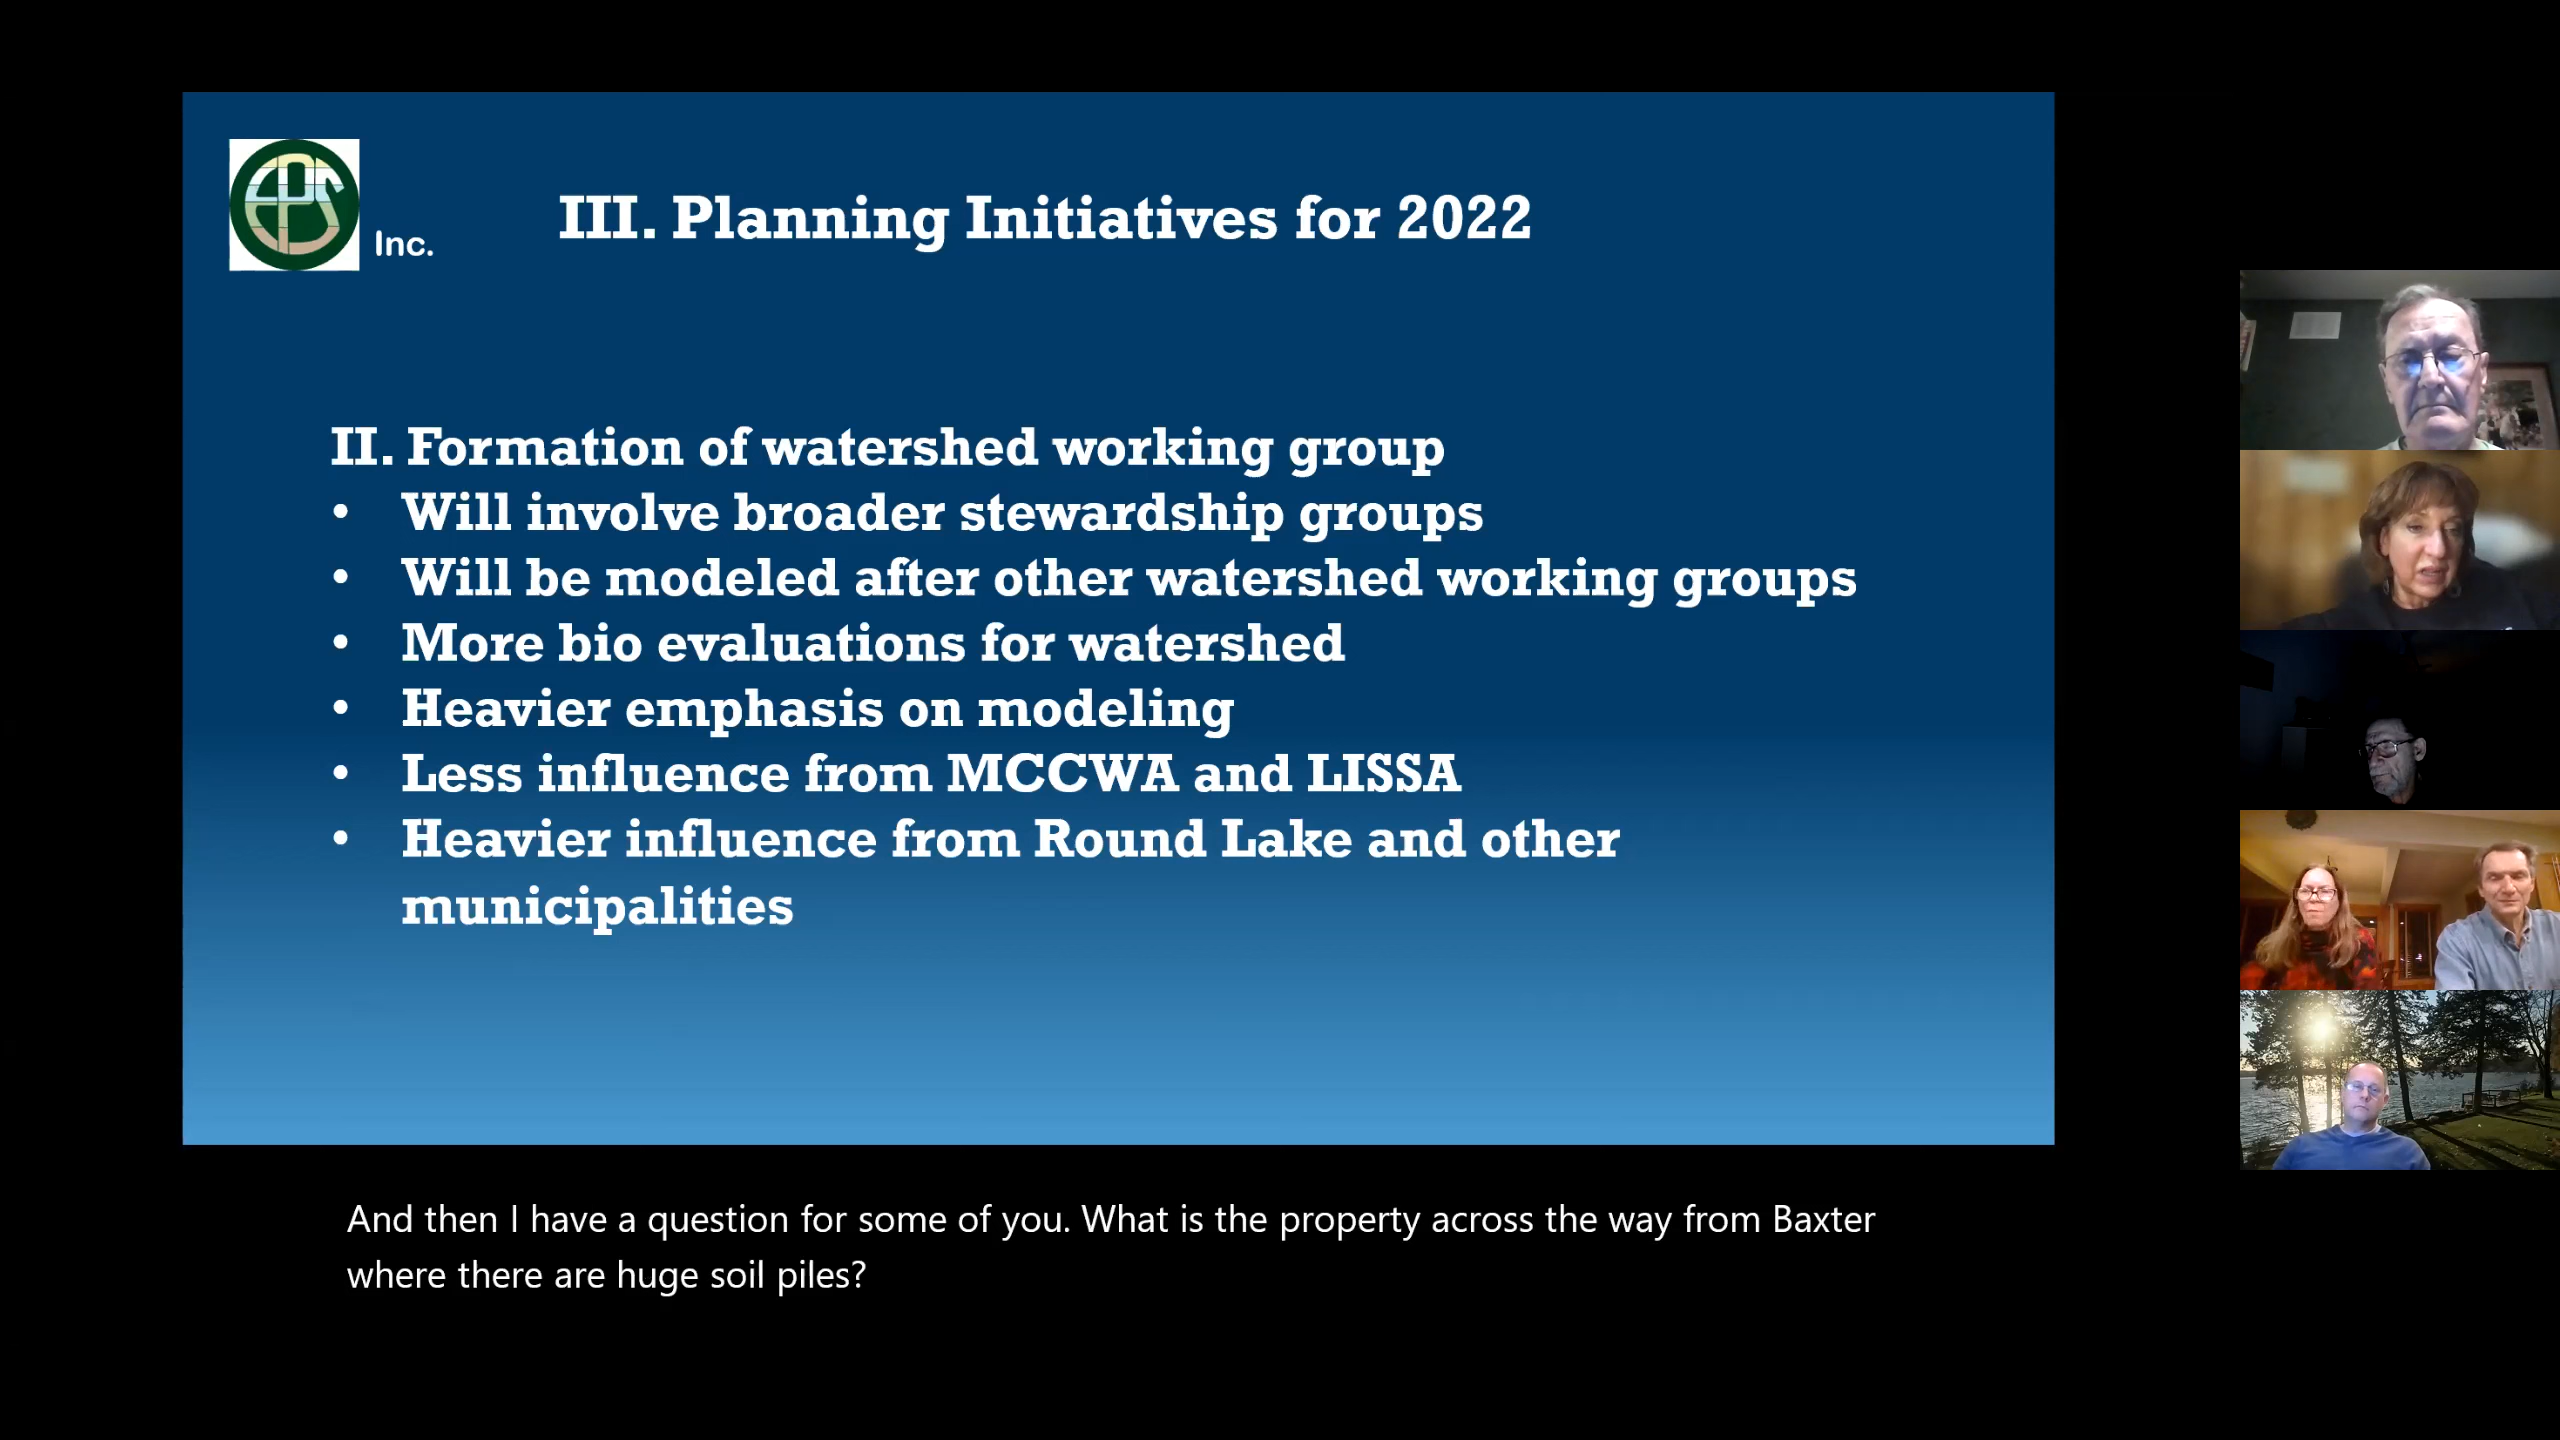 EPS
Inc.
III. Planning Initiatives for 2022
II. Formation of watershed working group
• Will involve broader stewardship groups
• Will be modeled after other watershed working groups
• More bio evaluations for watershed
• Heavier emphasis on modeling
• Less influence from MCCWA and LISSA
• Heavier influence from Round Lake and other
municipalities
And then I have a question for some of you. What is the property across the way from Baxter
where there are huge soil piles?